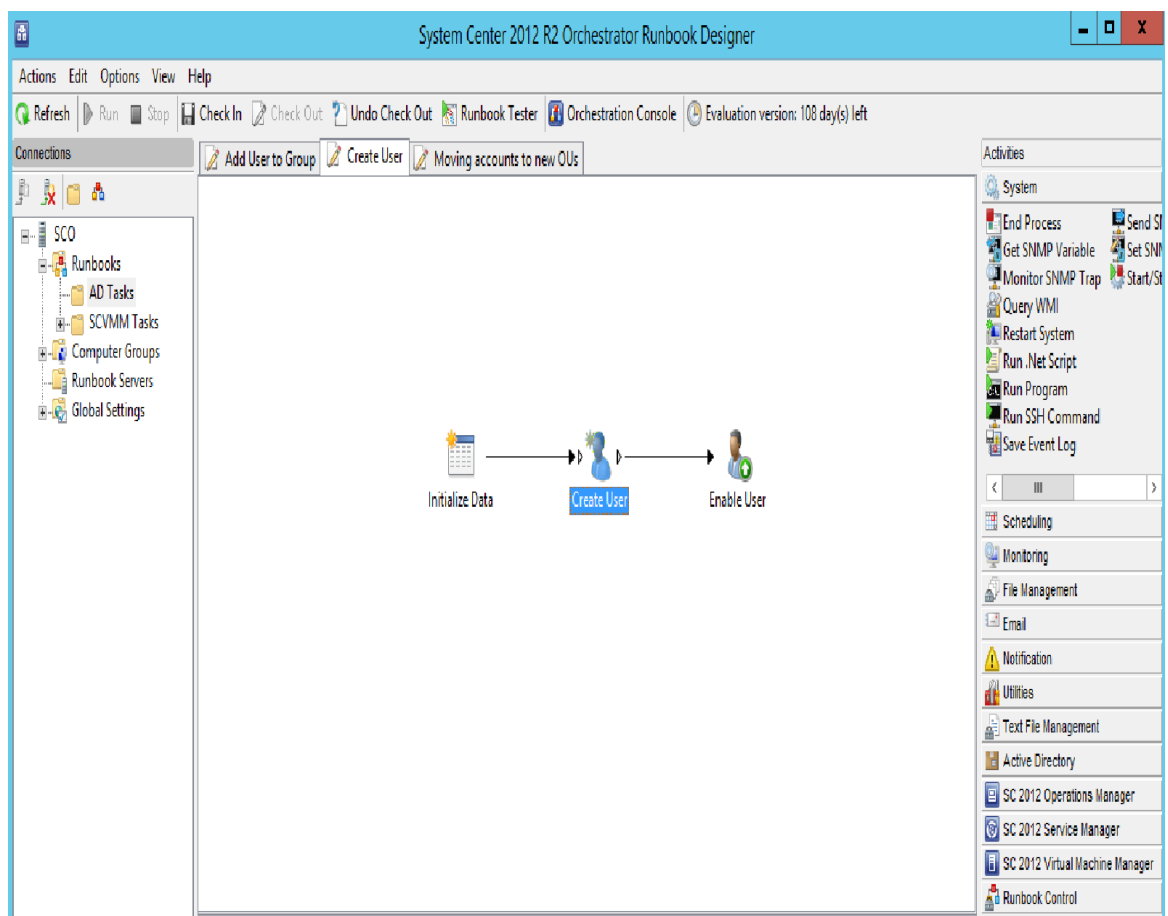 System Center 2012 R2 Orchestrator Runbook Designer
Actions Edit Options View Help
Refresh Run Stop Check In Check Out Undo Check Out Runbook Tester Orchestration Console Evaluation version: 108 day(s) left
Connections
Add User to Group Create User Moving accounts to new OUs
Activities
SCO
Runbooks
AD Tasks
SCVMM Tasks
Computer Groups
Runbook Servers
Global Settings
Initialize Data Create User Enable User
System
End Process Send
Get SNMP Variable Set
Monitor SNMP Trap
Query WMI
Restart System
Run .Net Script
Run Program
Run SSH Command
Save Event Log
Scheduling
Monitoring
File Management
Email
Notification
Utilities
Text File Management
Active Directory
SC 2012 Operations Manager
SC 2012 Service Manager
SC 2012 Virtual Machine Manager
Runbook Control